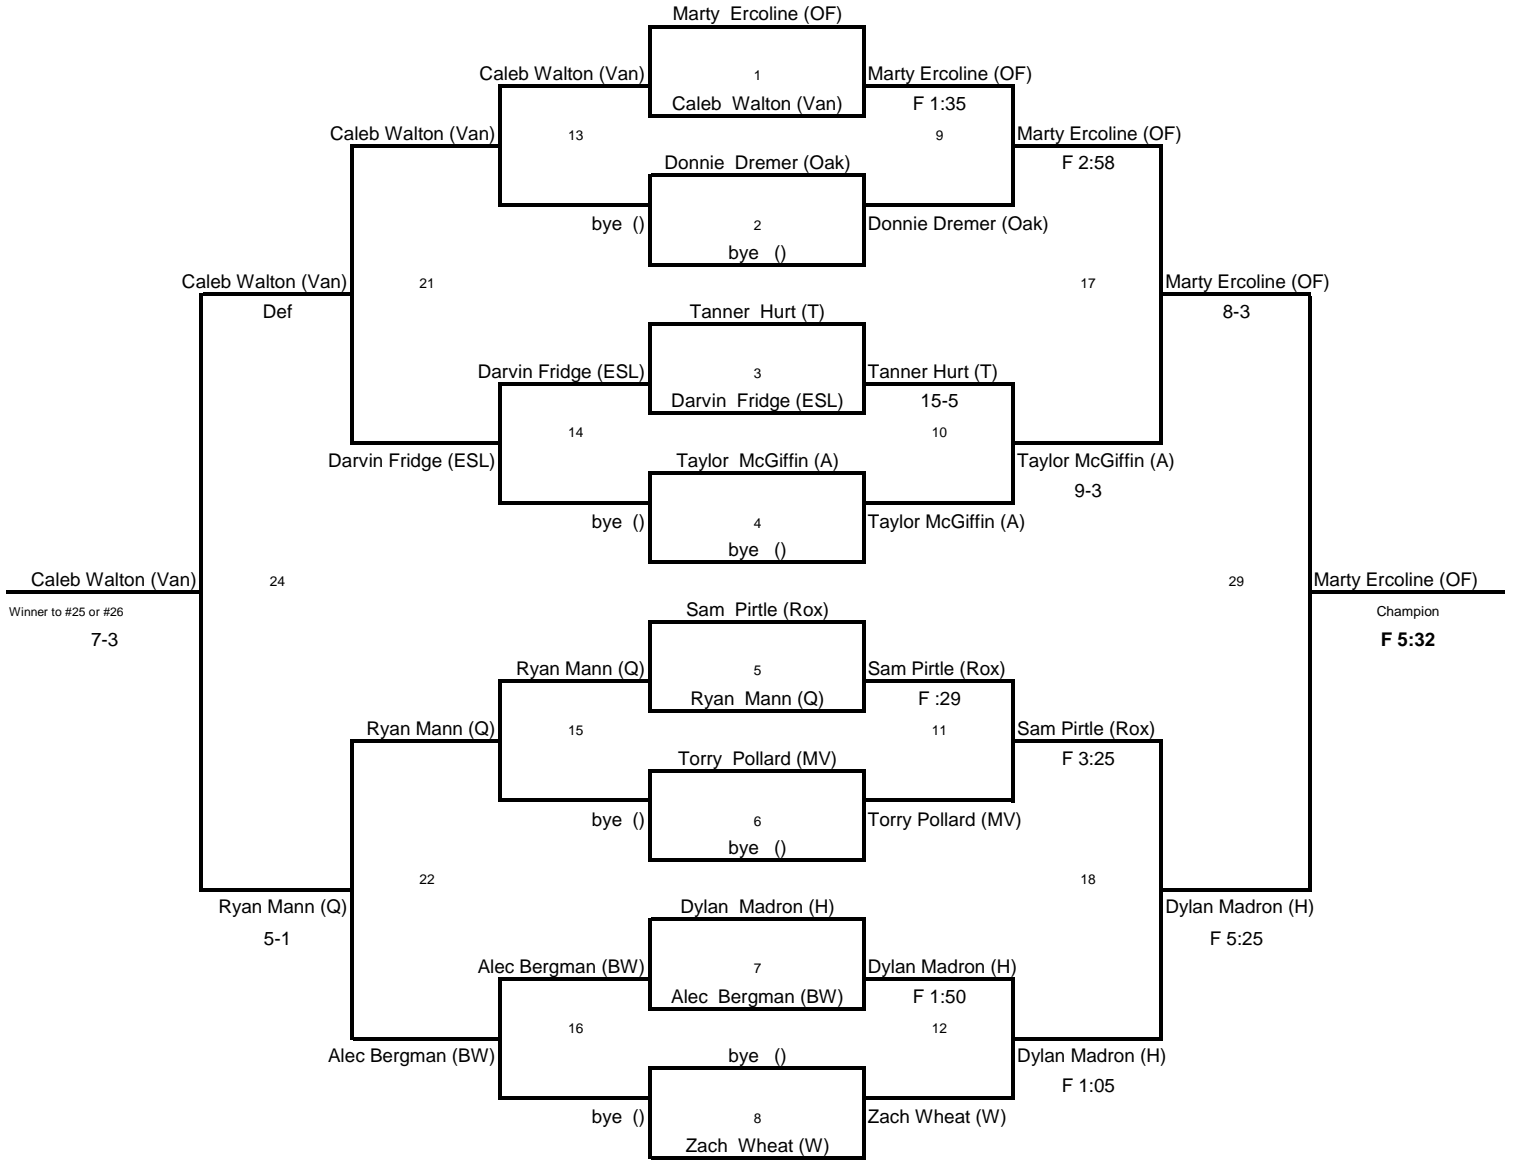 Marty Ercoline (OF)
Caleb Walton (Van) 1 Marty Ercoline (OF)
Caleb Walton (Van) F 1:35
Caleb Walton (Van) 13 9 Marty Ercoline (OF)
Donnie Dremer (Oak) F 2:58
bye () 2 Donnie Dremer (Oak)
bye ()
Caleb Walton (Van) 21 17 Marty Ercoline (OF)
Def Tanner Hurt (T) 8-3
Darvin Fridge (ESL) 3 Tanner Hurt (T)
Darvin Fridge (ESL) 15-5
14 10
Darvin Fridge (ESL) Taylor McGiffin (A) Taylor McGiffin (A)
9-3
bye () 4 Taylor McGiffin (A)
bye ()
Caleb Walton (Van) 24 29 Marty Ercoline (OF)
Winner to #25 or #26 Sam Pirtle (Rox) Champion
7-3 F 5:32
Ryan Mann (Q) 5 Sam Pirtle (Rox)
Ryan Mann (Q) F :29
Ryan Mann (Q) 15 11 Sam Pirtle (Rox)
Torry Pollard (MV) F 3:25
bye () 6 Torry Pollard (MV)
bye ()
22 18
Ryan Mann (Q) Dylan Madron (H) Dylan Madron (H)
5-1 F 5:25
Alec Bergman (BW) 7 Dylan Madron (H)
Alec Bergman (BW) F 1:50
16 12
Alec Bergman (BW) bye () Dylan Madron (H)
F 1:05
bye () 8 Zach Wheat (W)
Zach Wheat (W)